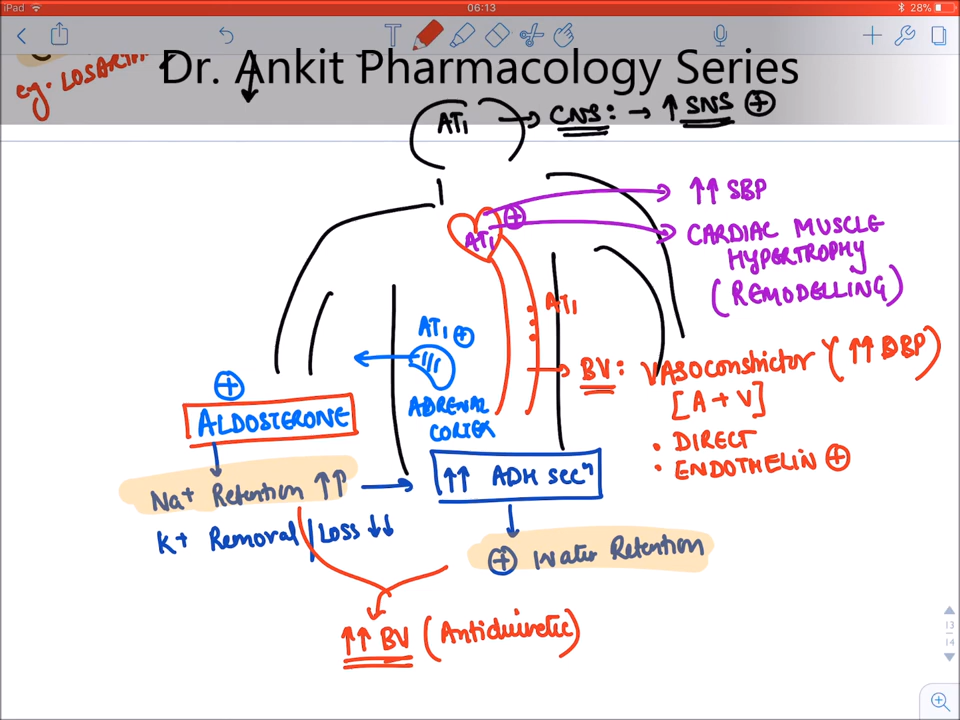 iPad 06:13 28%
T
eg. LOSARTAN
Dr. Ankit Pharmacology Series
AT1 → CNS: → ↑ SNS ⊕
↑↑ SBP
AT1 ⊕
CARDIAC MUSCLE
HYPERTROPHY
(REMODELLING)
AT1
AT1 ⊕
BV: VASOconstrictor (↑↑ DBP)
[A + V]
ADRENAL
CORTEX
⊕
ALDOSTERONE
• DIRECT
• ENDOTHELIN ⊕
Na+ Retention ↑↑ → ↑↑ ADH secn
K+ Removal / Loss ↓↓
⊕ Water Retention
↑↑ BV (Antidiuretic)
13
14